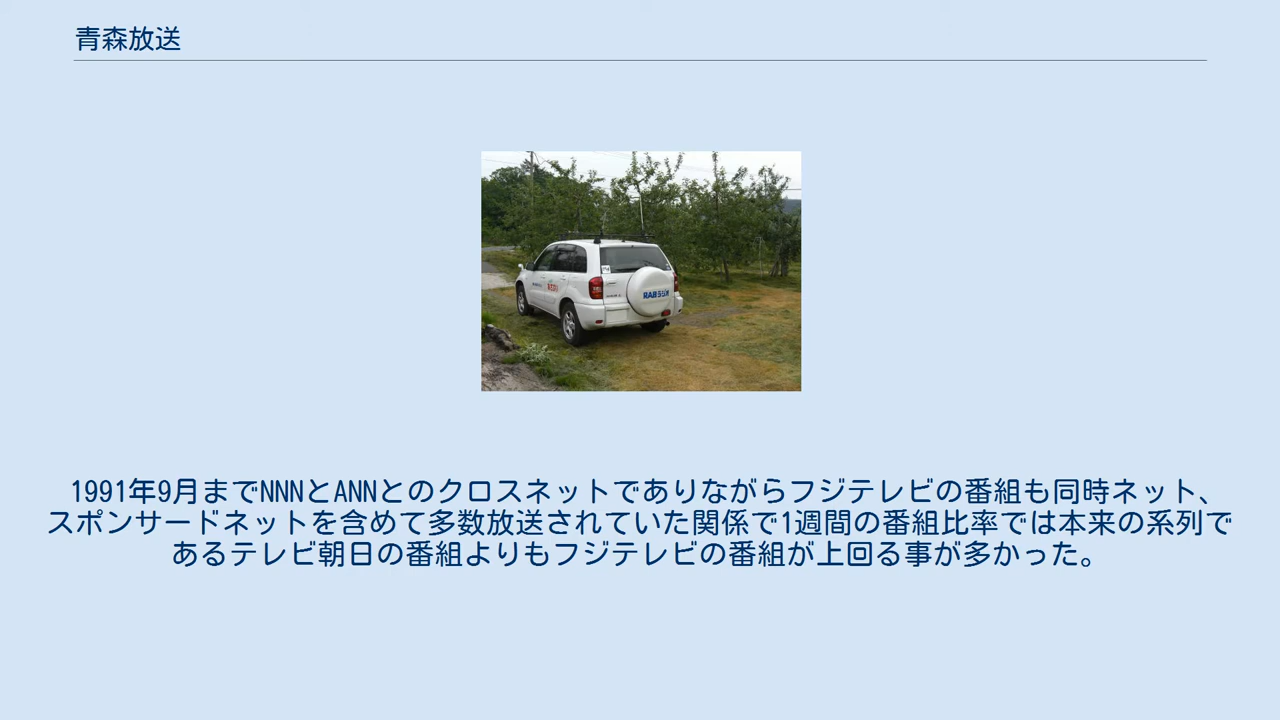 青森放送
RABラジオ
1991年9月までNNNとANNとのクロスネットでありながらフジテレビの番組も同時ネット、
スポンサードネットを含めて多数放送されていた関係で1週間の番組比率では本来の系列で
あるテレビ朝日の番組よりもフジテレビの番組が上回る事が多かった。